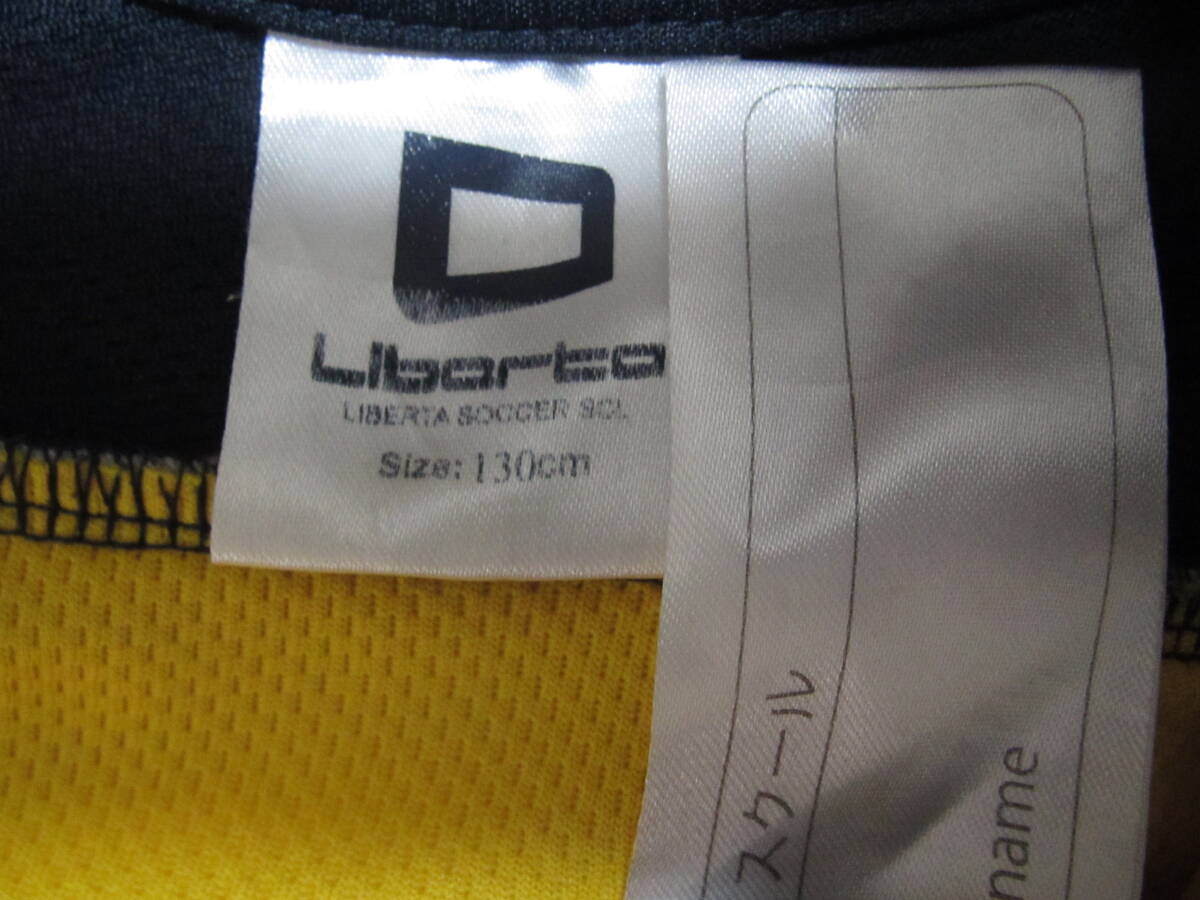 Liberta
LIBERTA SOCCER SCL
Size: 130cm
スクール
name